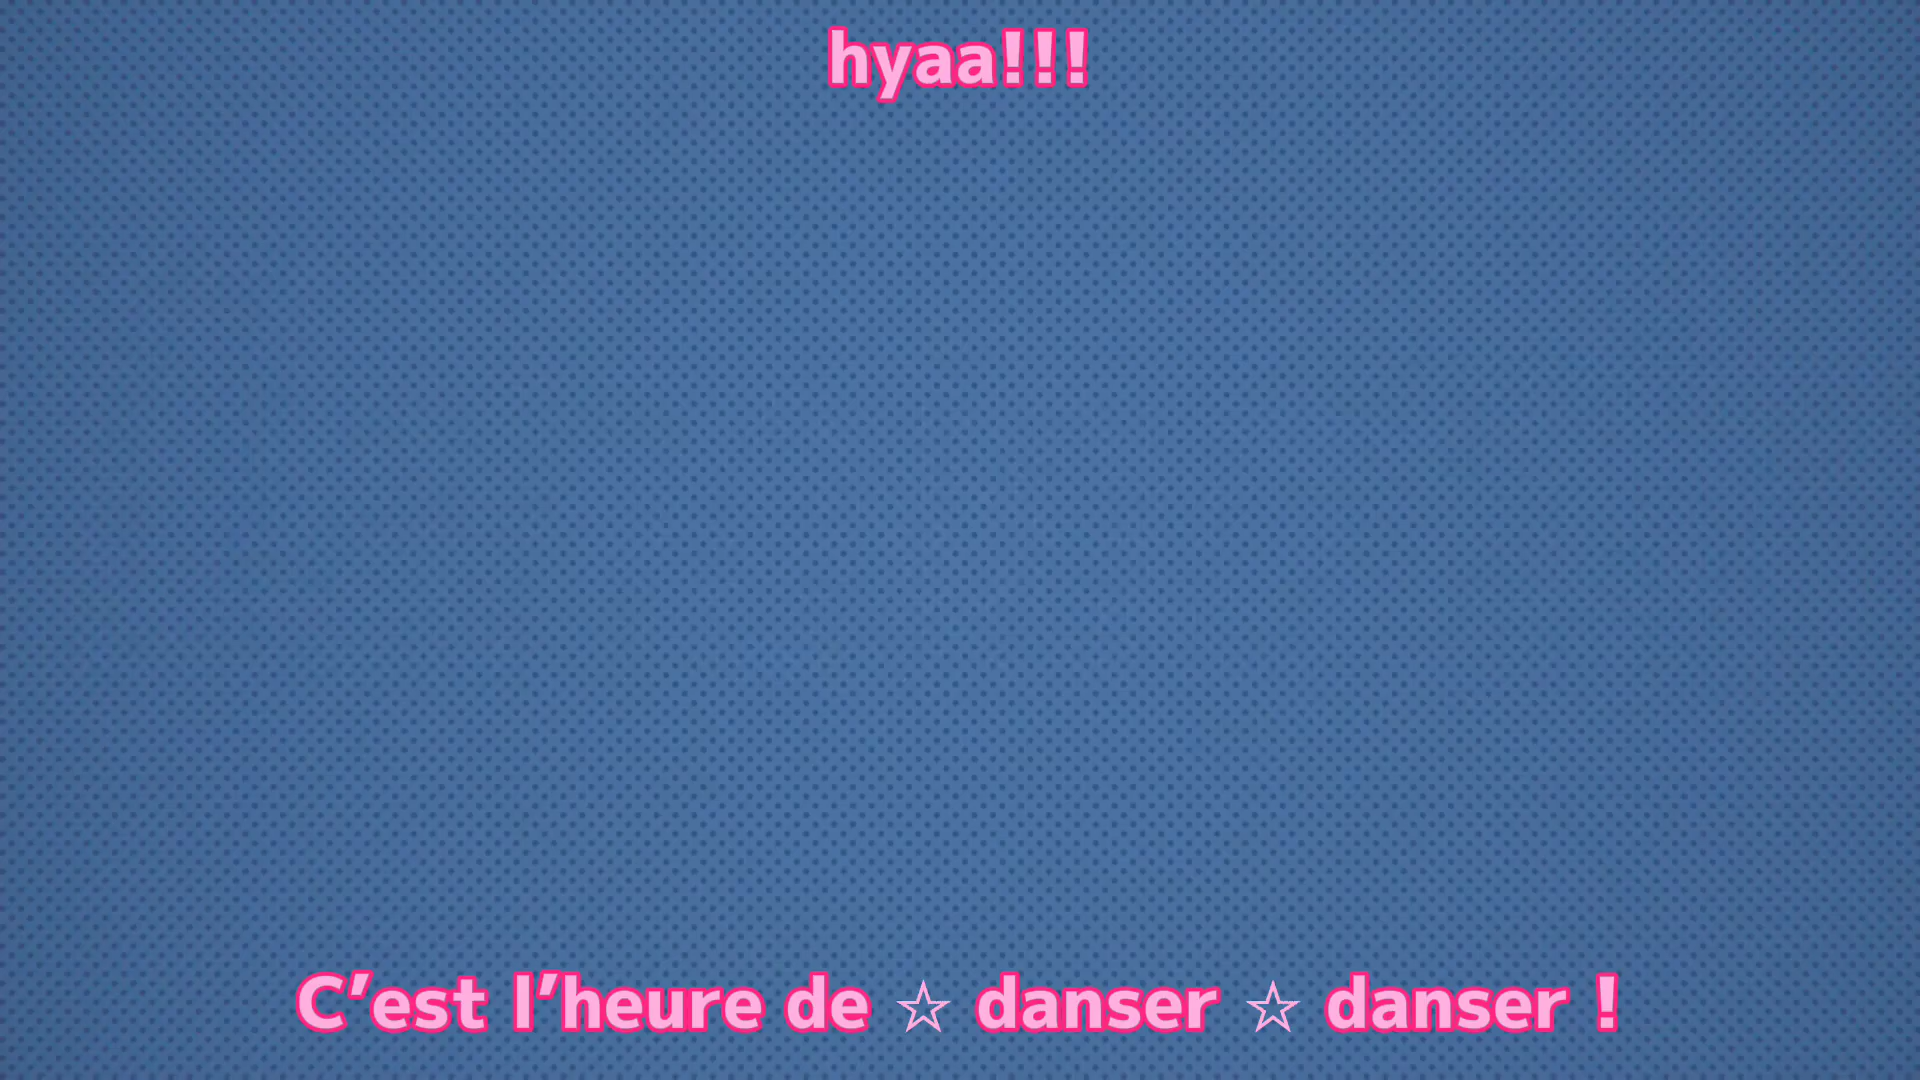 hyaa!!!
C’est l’heure de ☆ danser ☆ danser !